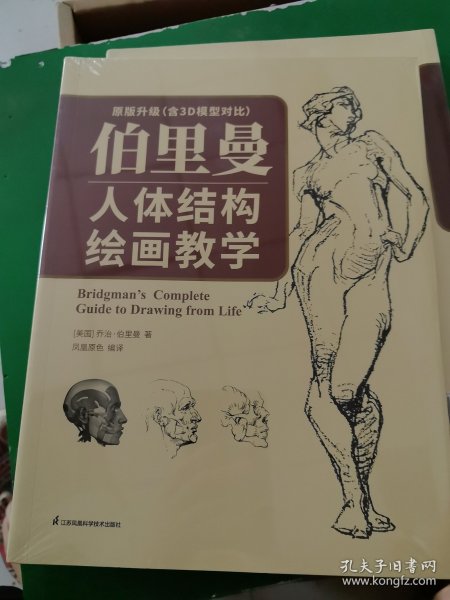 原版升级(含3D模型对比)
伯里曼
人体结构
绘画教学
Bridgman's Complete
Guide to Drawing from Life
[美国] 乔治·伯里曼 著
凤凰原色 编译
江苏凤凰科学技术出版社
孔夫子旧书网
www.kongfz.com